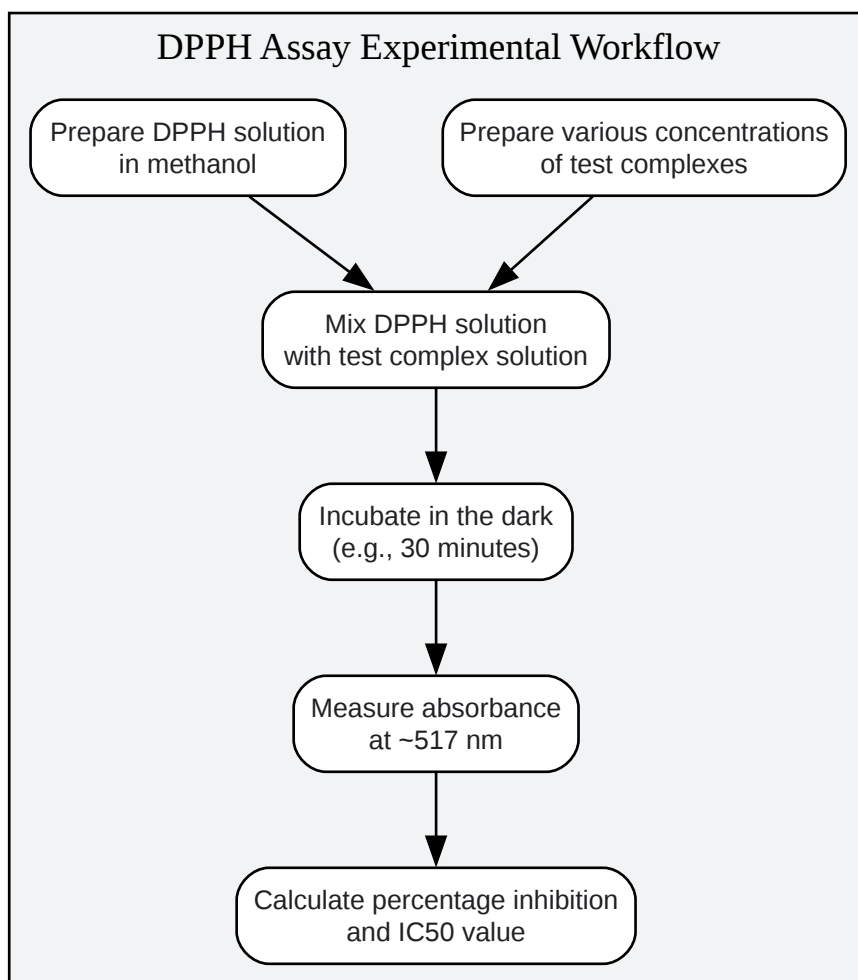 DPPH Assay Experimental Workflow
Prepare DPPH solution
in methanol
Prepare various concentrations
of test complexes
Mix DPPH solution
with test complex solution
Incubate in the dark
(e.g., 30 minutes)
Measure absorbance
at ~517 nm
Calculate percentage inhibition
and IC50 value